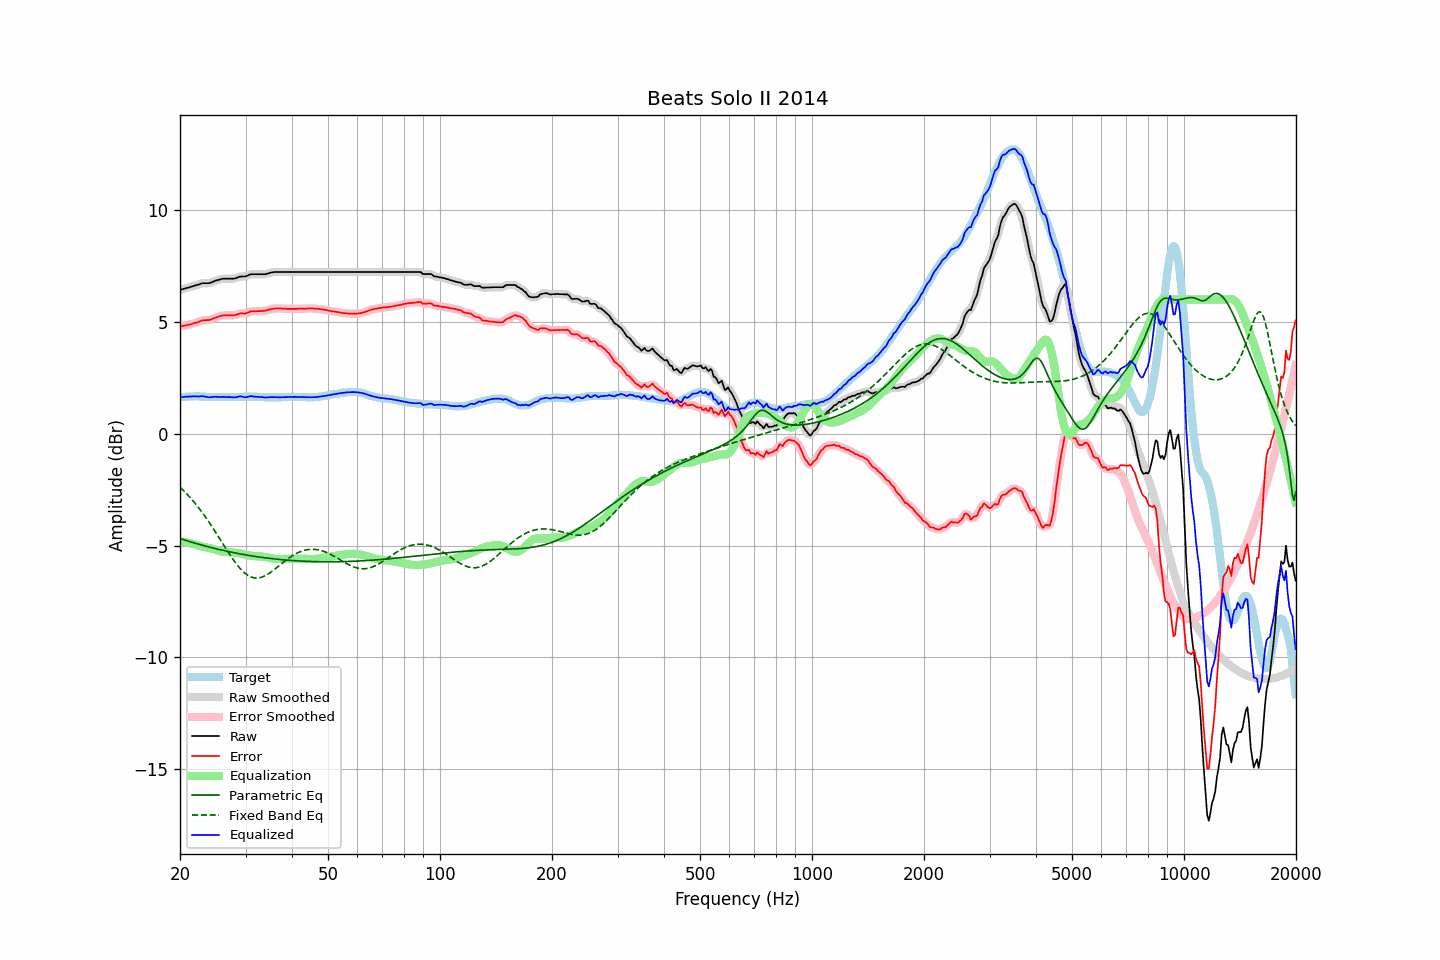 Beats Solo II 2014
Amplitude (dBr)
10
5
0
−5
−10
−15
Target
Raw Smoothed
Error Smoothed
Raw
Error
Equalization
Parametric Eq
Fixed Band Eq
Equalized
20 50 100 200 500 1000 2000 5000 10000 20000
Frequency (Hz)